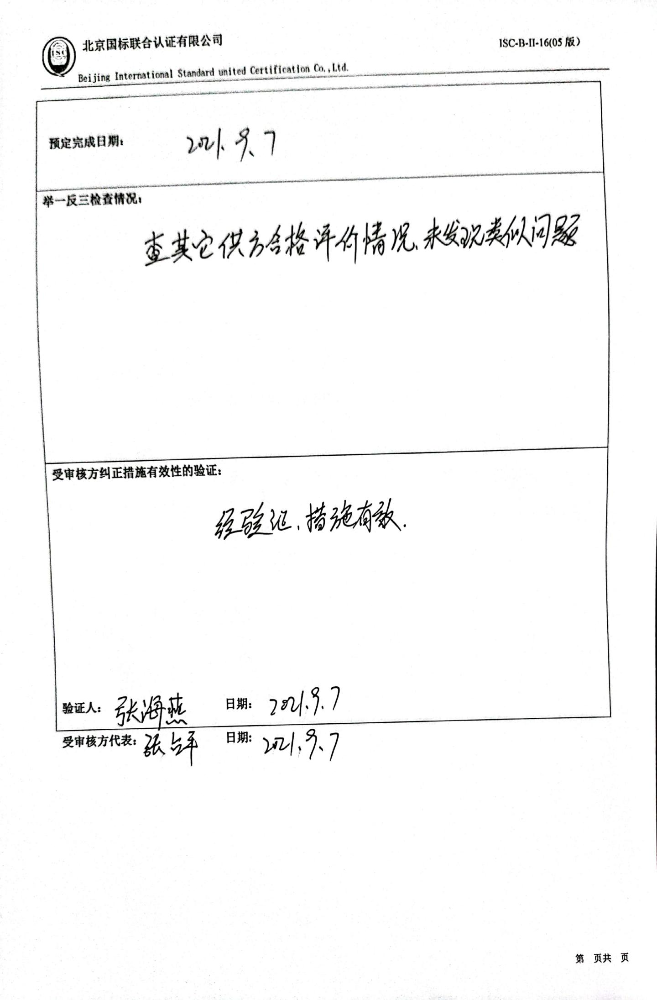 北京国标联合认证有限公司 ISC-B-II-16(05版)
ISC
Beijing International Standard united Certification Co.,Ltd.
预定完成日期: 2021.9.7
举一反三检查情况:
查其它供方合格评价情况、未发现类似问题
受审核方纠正措施有效性的验证:
经验证、措施有效.
验证人: 张海燕 日期: 2021.9.7
受审核方代表: 张占平 日期: 2021.9.7
第 页共 页